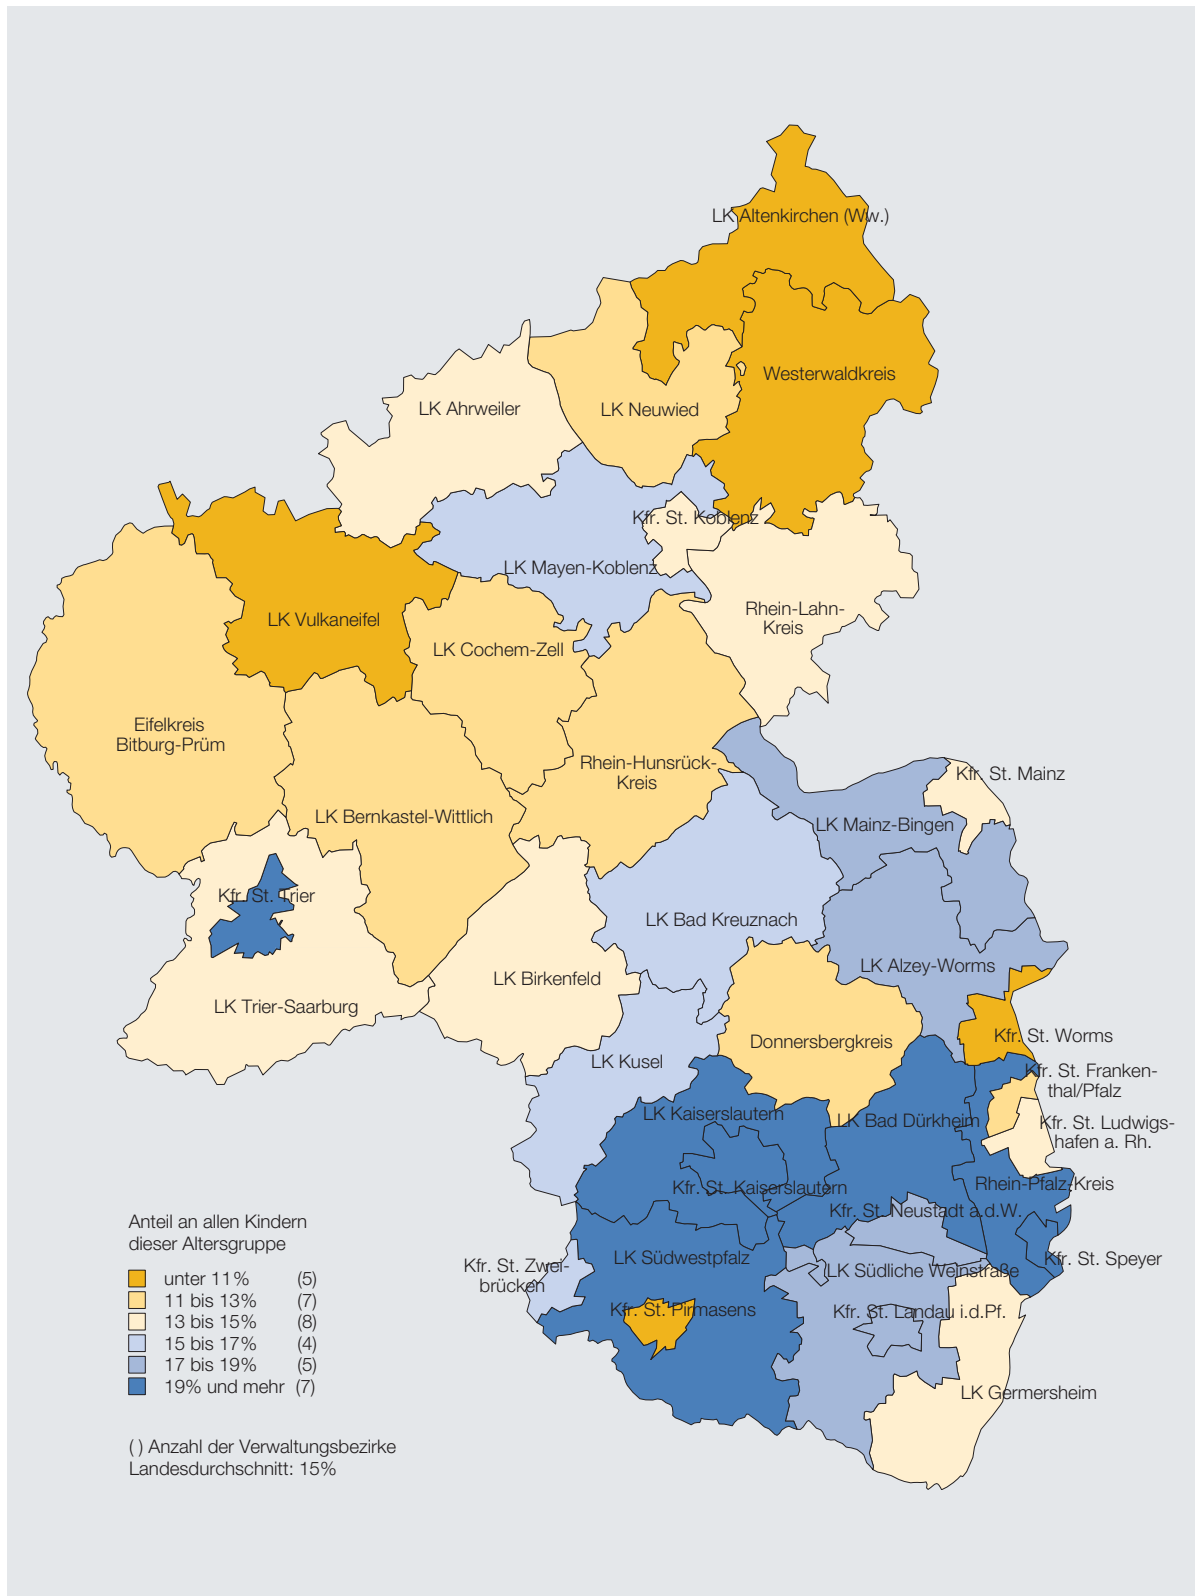 LK Altenkirchen (Ww.)
Westerwaldkreis
LK Ahrweiler
LK Neuwied
Kfr. St. Koblenz
LK Mayen-Koblenz
Rhein-Lahn-
Kreis
LK Vulkaneifel
LK Cochem-Zell
Eifelkreis
Bitburg-Prüm
Rhein-Hunsrück-
Kreis
Kfr. St. Mainz
LK Bernkastel-Wittlich
LK Mainz-Bingen
Kfr. St. Trier
LK Bad Kreuznach
LK Alzey-Worms
LK Birkenfeld
LK Trier-Saarburg
Kfr. St. Worms
Donnersbergkreis
LK Kusel
Kfr. St. Franken-
thal/Pfalz
LK Kaiserslautern
LK Bad Dürkheim
Kfr. St. Ludwigs-
hafen a. Rh.
Rhein-Pfalz-Kreis
Kfr. St. Kaiserslautern
Kfr. St. Neustadt a.d.W.
LK Südwestpfalz
Kfr. St. Speyer
Kfr. St. Zwei-
brücken
LK Südliche Weinstraße
Kfr. St. Pirmasens
Kfr. St. Landau i.d.Pf.
LK Germersheim
Anteil an allen Kindern
dieser Altersgruppe
unter 11% (5)
11 bis 13% (7)
13 bis 15% (8)
15 bis 17% (4)
17 bis 19% (5)
19% und mehr (7)
( ) Anzahl der Verwaltungsbezirke
Landesdurchschnitt: 15%